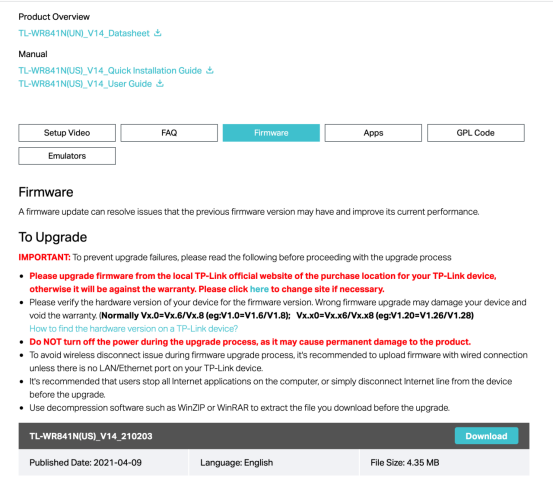 Product Overview
TL-WR841N(UN)_V14_Datasheet
Manual
TL-WR841N(US)_V14_Quick Installation Guide
TL-WR841N(US)_V14_User Guide
Setup Video
FAQ
Firmware
Apps
GPL Code
Emulators
Firmware
A firmware update can resolve issues that the previous firmware version may have and improve its current performance.
To Upgrade
IMPORTANT: To prevent upgrade failures, please read the following before proceeding with the upgrade process
• Please upgrade firmware from the local TP-Link official website of the purchase location for your TP-Link device,
otherwise it will be against the warranty. Please click here to change site if necessary.
• Please verify the hardware version of your device for the firmware version. Wrong firmware upgrade may damage your device and
void the warranty. (Normally Vx.0=Vx.6/Vx.8 (eg:V1.0=V1.6/V1.8); Vx.x0=Vx.x6/Vx.x8 (eg:V1.20=V1.26/V1.28)
How to find the hardware version on a TP-Link device?
• Do NOT turn off the power during the upgrade process, as it may cause permanent damage to the product.
• To avoid wireless disconnect issue during firmware upgrade process, it's recommended to upload firmware with wired connection
unless there is no LAN/Ethernet port on your TP-Link device.
• It's recommended that users stop all Internet applications on the computer, or simply disconnect Internet line from the device
before the upgrade.
• Use decompression software such as WinZIP or WinRAR to extract the file you download before the upgrade.
TL-WR841N(US)_V14_210203
Download
Published Date: 2021-04-09
Language: English
File Size: 4.35 MB